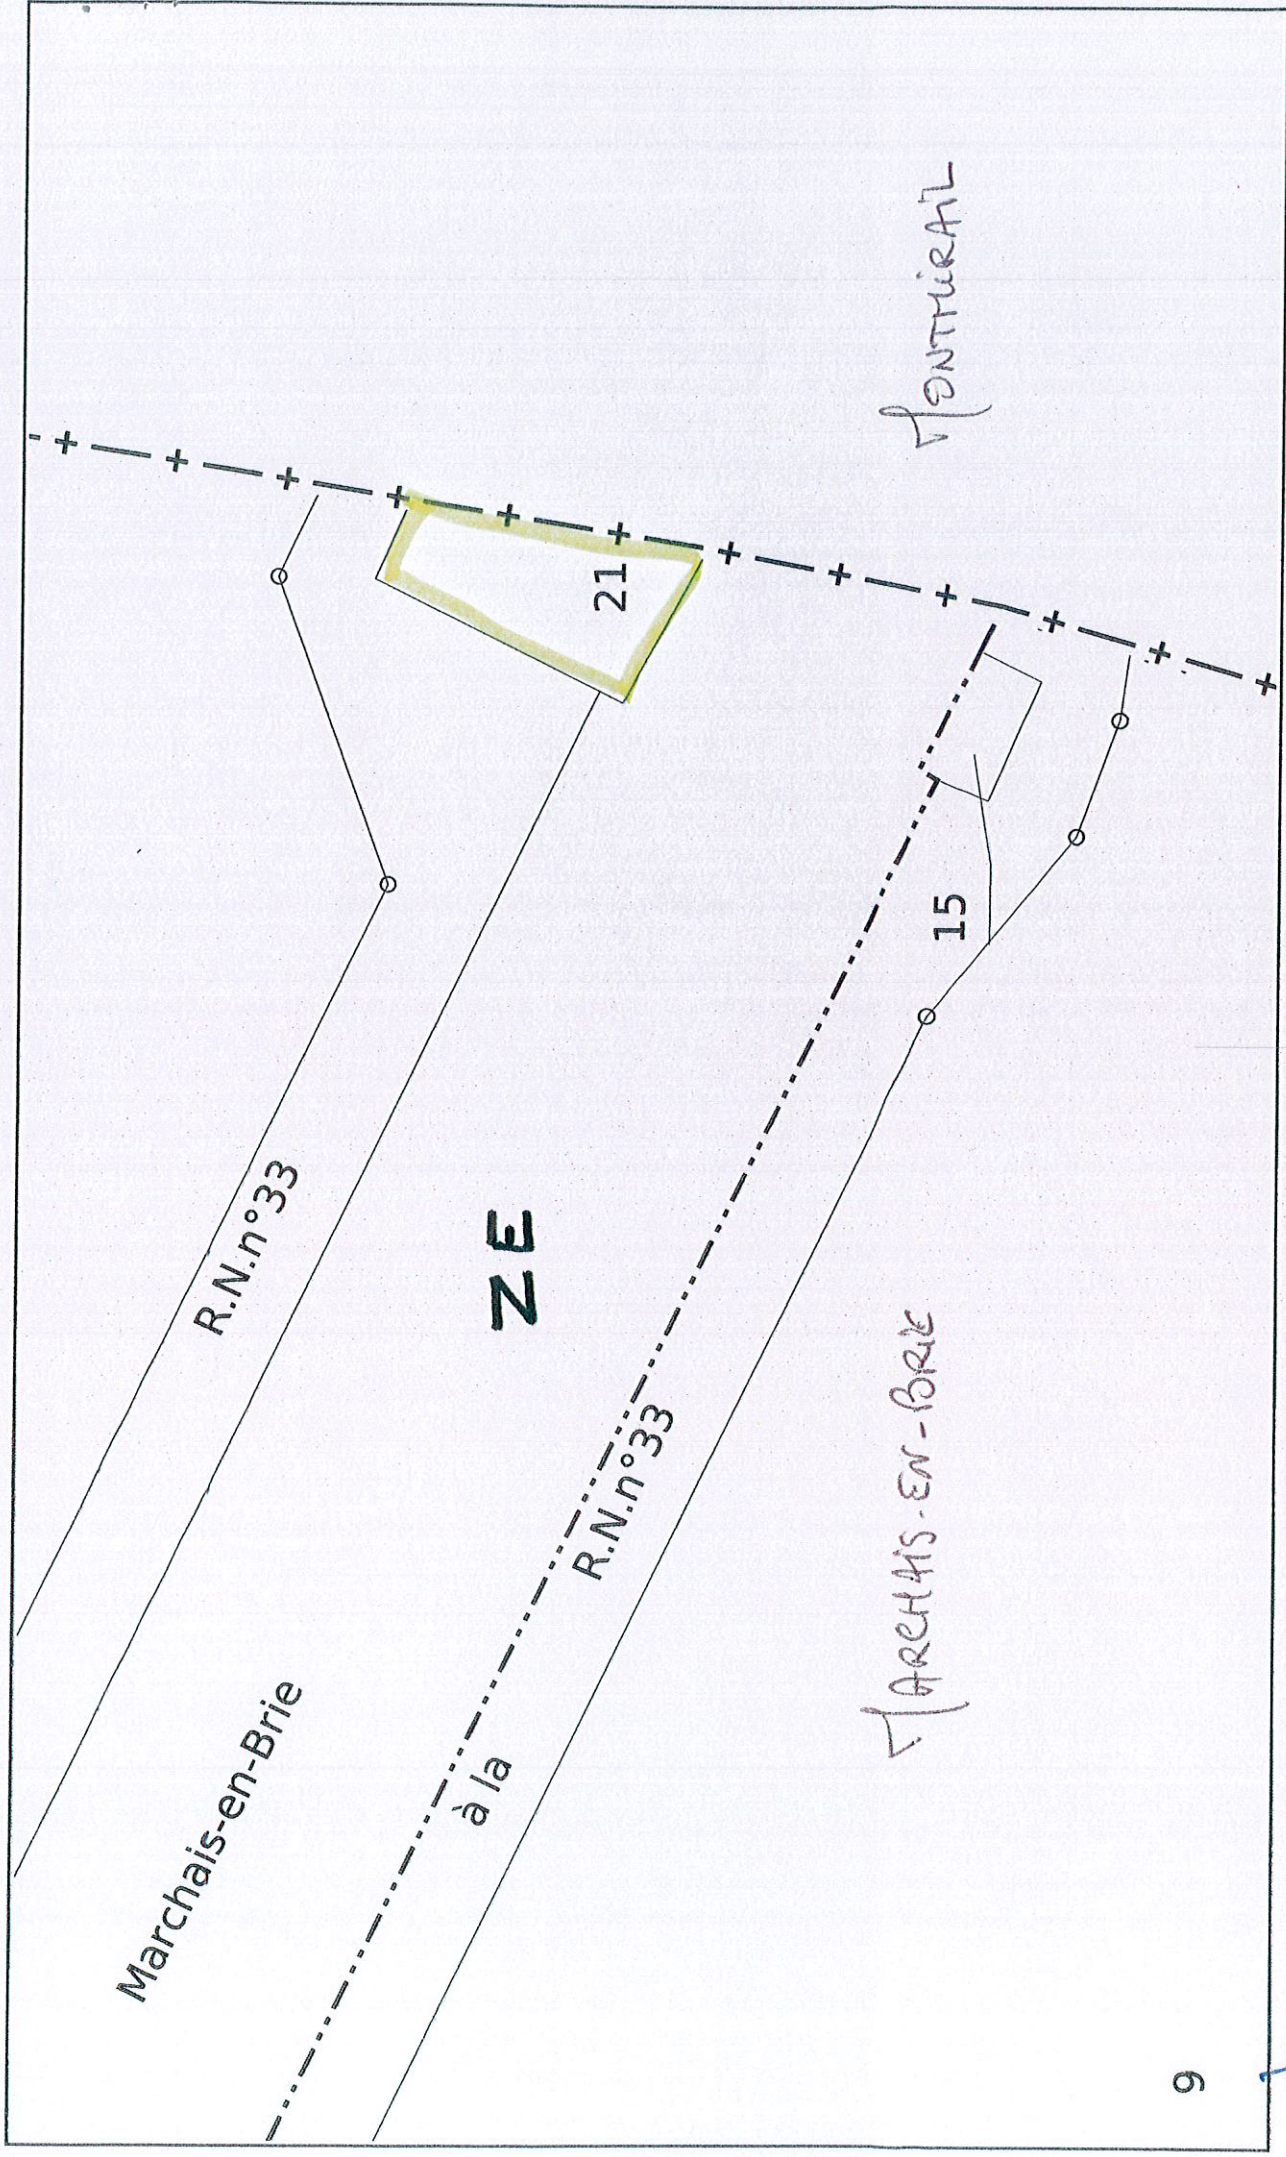 Marchais-en-Brie
R.N.n°33
21
ZE
à la
R.N.n°33
15
MARCHAIS-EN-BRIE
MONTMIRAIL
9